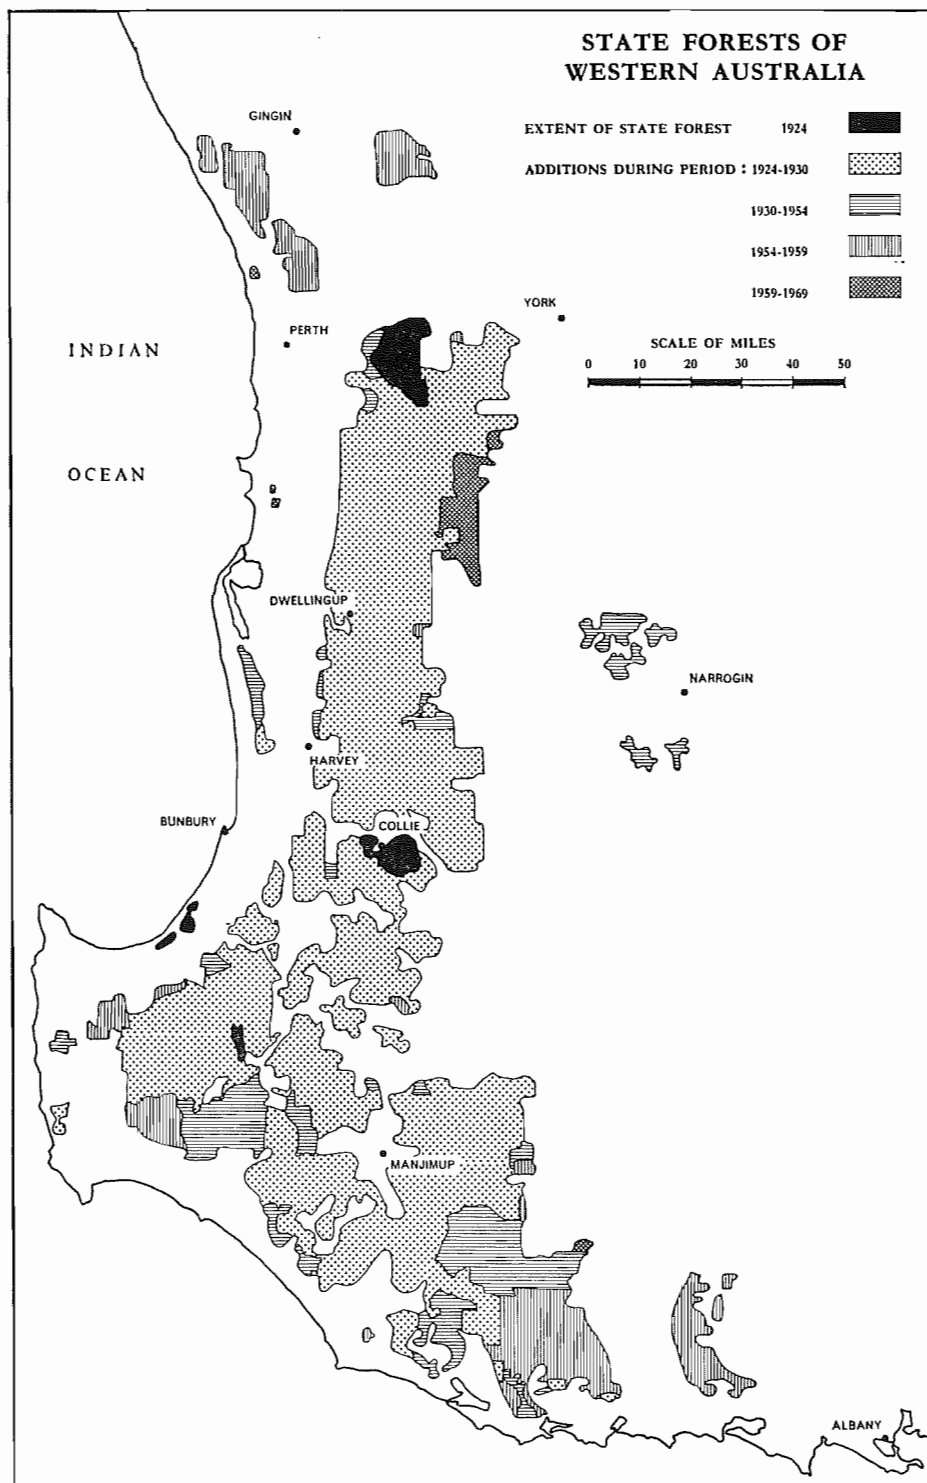 STATE FORESTS OF
WESTERN AUSTRALIA
GINGIN
EXTENT OF STATE FOREST 1924
ADDITIONS DURING PERIOD : 1924-1930
1930-1954
1954-1959
1959-1969
YORK
PERTH
SCALE OF MILES
0 10 20 30 40 50
INDIAN
OCEAN
DWELLINGUP
NARROGIN
HARVEY
BUNBURY
COLLIE
MANJIMUP
ALBANY